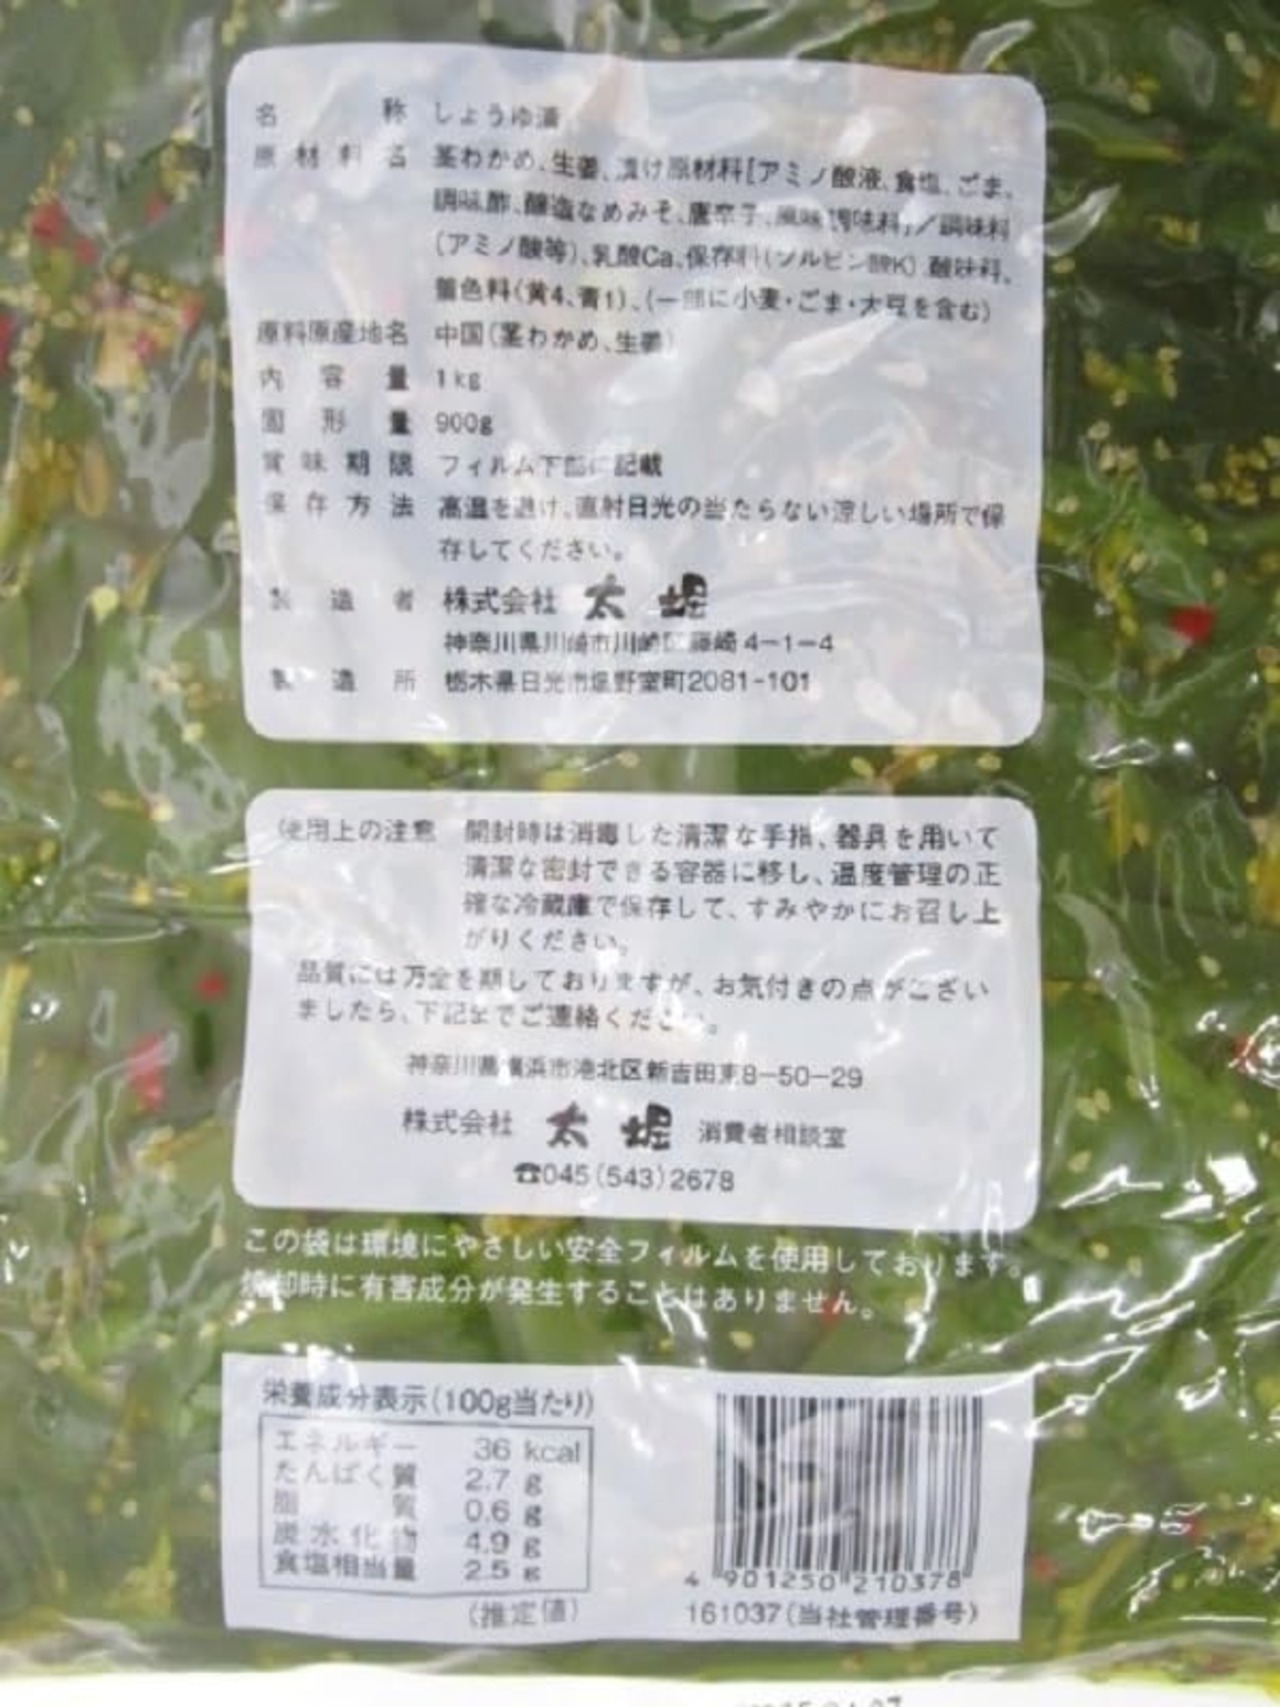 名称 しょうゆ漬
原材料名 茎わかめ、生姜、漬け原材料[アミノ酸液、食塩、ごま、
調味酢、醸造なめみそ、唐辛子、風味調味料]/調味料
(アミノ酸等)、乳酸Ca、保存料(ソルビン酸K)、酸味料、
着色料(黄4、青1)、(一部に小麦・ごま・大豆を含む)
原料原産地名 中国(茎わかめ、生姜)
内容量 1kg
固形量 900g
賞味期限 フィルム下部に記載
保存方法 高温を避け、直射日光の当たらない涼しい場所で保
存してください。
製造者 株式会社 太堀
神奈川県川崎市川崎区藤崎4-1-4
製造所 栃木県日光市塩野室町2081-101
使用上の注意 開封時は消毒した清潔な手指、器具を用いて
清潔な密封できる容器に移し、温度管理の正
確な冷蔵庫で保存して、すみやかにお召し上
がりください。
品質には万全を期しておりますが、お気付きの点がござい
ましたら、下記までご連絡ください。
神奈川県横浜市港北区新吉田東8-50-29
株式会社 太堀 消費者相談室
☎045(543)2678
この袋は環境にやさしい安全フィルムを使用しております。
焼却時に有害成分が発生することはありません。
栄養成分表示(100g当たり)
エネルギー 36 kcal
たんぱく質 2.7 g
脂質 0.6 g
炭水化物 4.9 g
食塩相当量 2.5 g
(推定値)
4 901250 210378
161037(当社管理番号)